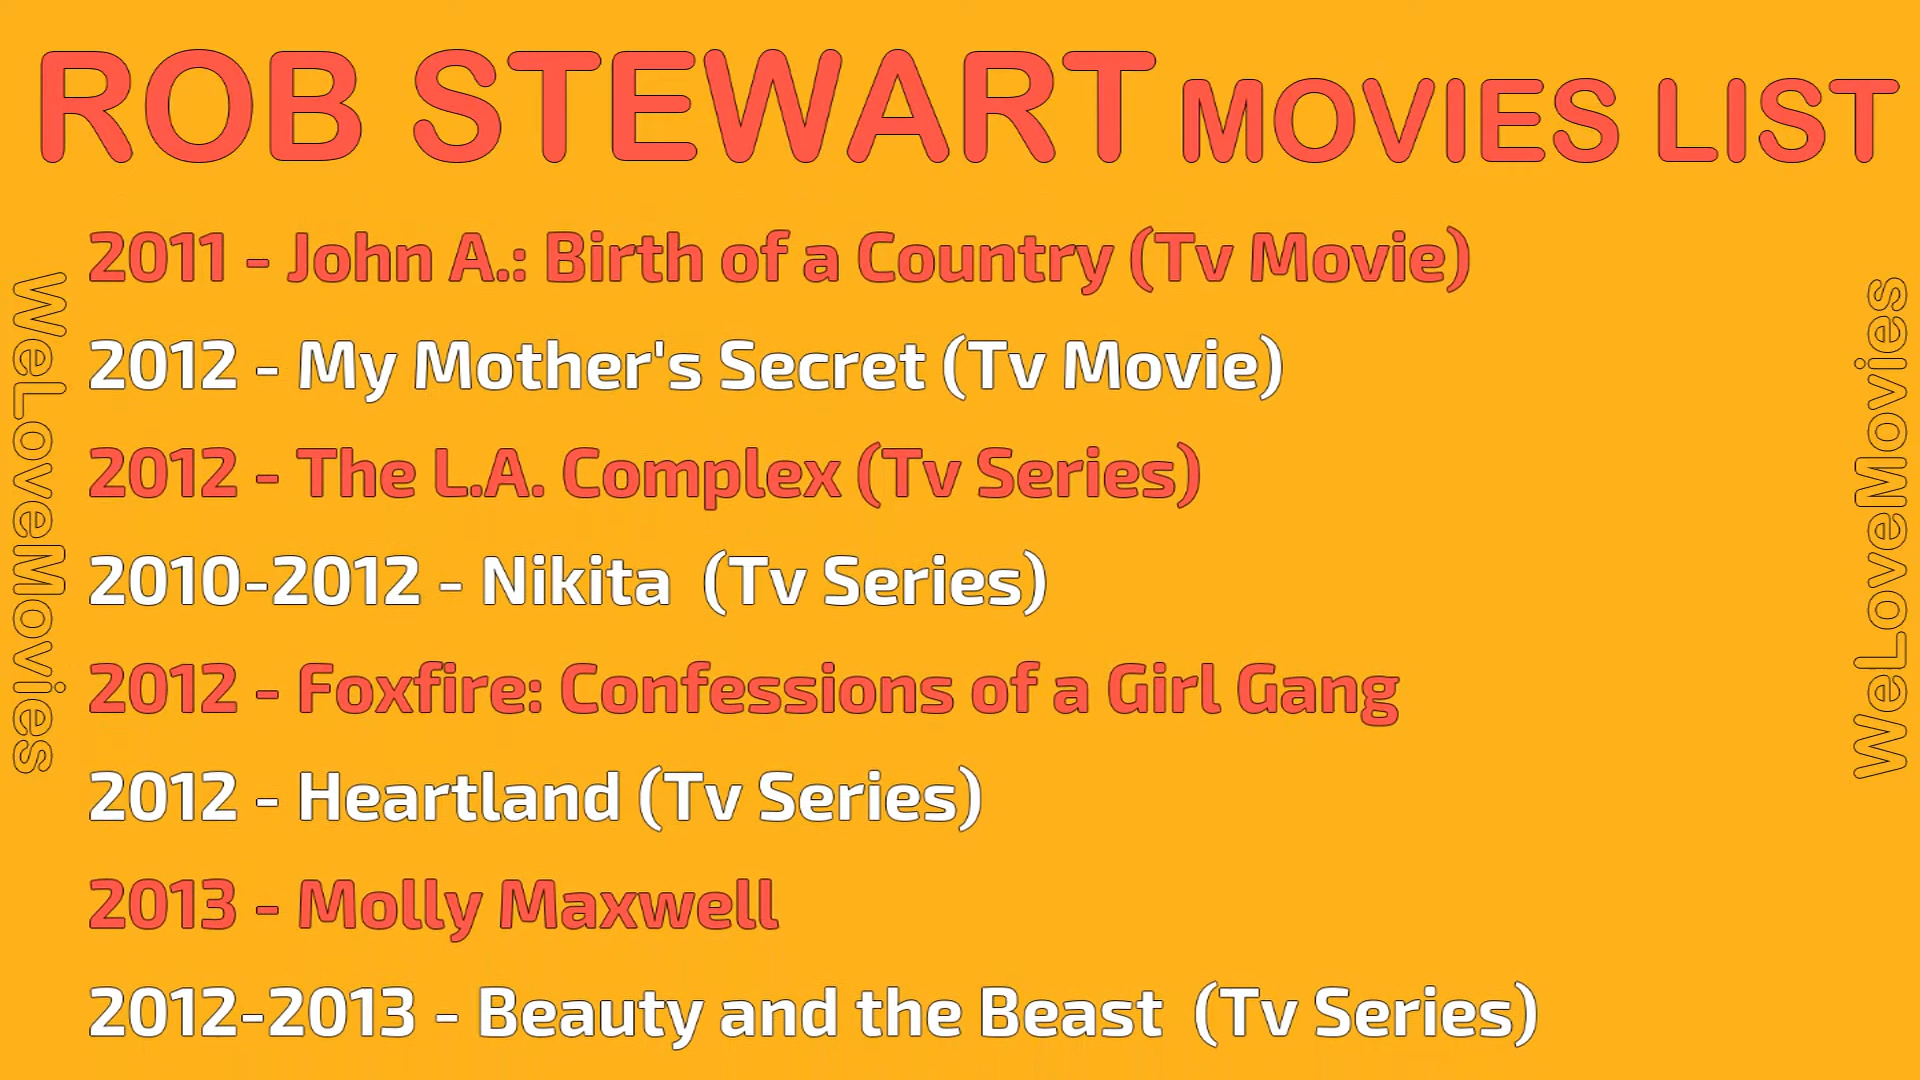 ROB STEWART MOVIES LIST
2011 - John A.: Birth of a Country (Tv Movie)
2012 - My Mother's Secret (Tv Movie)
2012 - The L.A. Complex (Tv Series)
2010-2012 - Nikita (Tv Series)
2012 - Foxfire: Confessions of a Girl Gang
2012 - Heartland (Tv Series)
2013 - Molly Maxwell
2012-2013 - Beauty and the Beast (Tv Series)
WeLoveMovies
WeLoveMovies